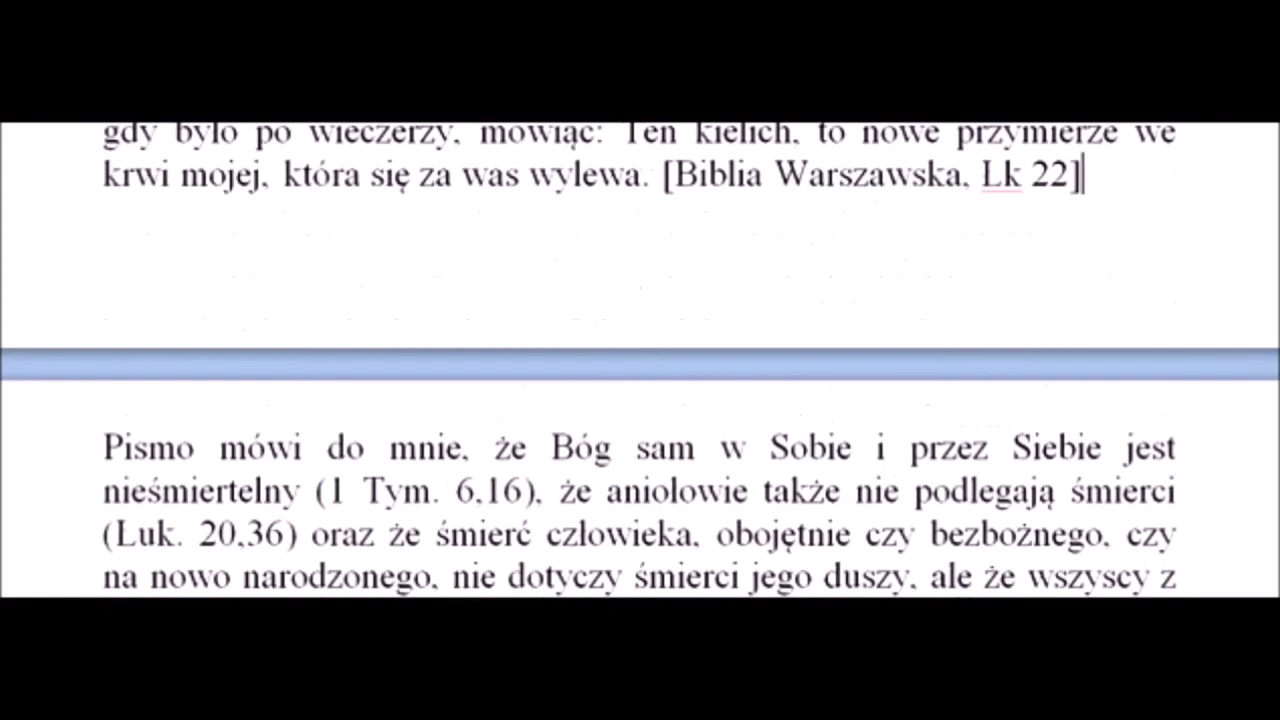 gdy było po wieczerzy, mówiąc: Ten kielich, to nowe przymierze we
krwi mojej, która się za was wylewa. [Biblia Warszawska, Lk 22]
Pismo mówi do mnie, że Bóg sam w Sobie i przez Siebie jest
nieśmiertelny (1 Tym. 6,16), że aniołowie także nie podlegają śmierci
(Luk. 20,36) oraz że śmierć człowieka, obojętnie czy bezbożnego, czy
na nowo narodzonego, nie dotyczy śmierci jego duszy, ale że wszyscy z